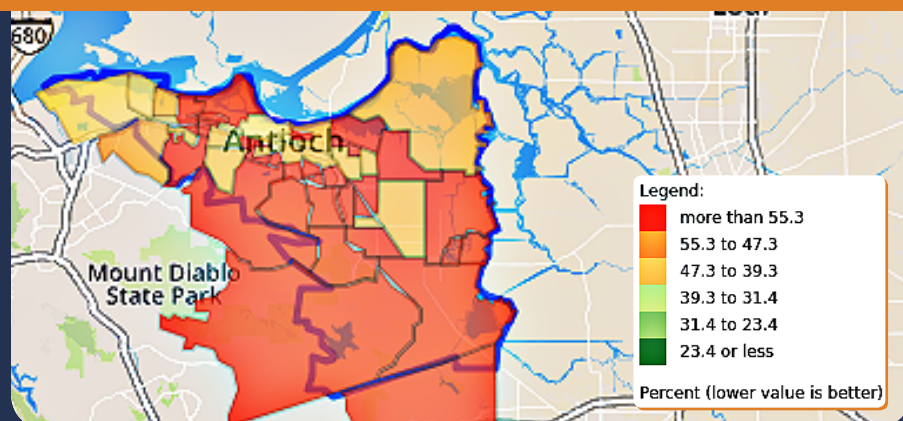 680
Antioch
Mount Diablo
State Park
Legend:
more than 55.3
55.3 to 47.3
47.3 to 39.3
39.3 to 31.4
31.4 to 23.4
23.4 or less
Percent (lower value is better)